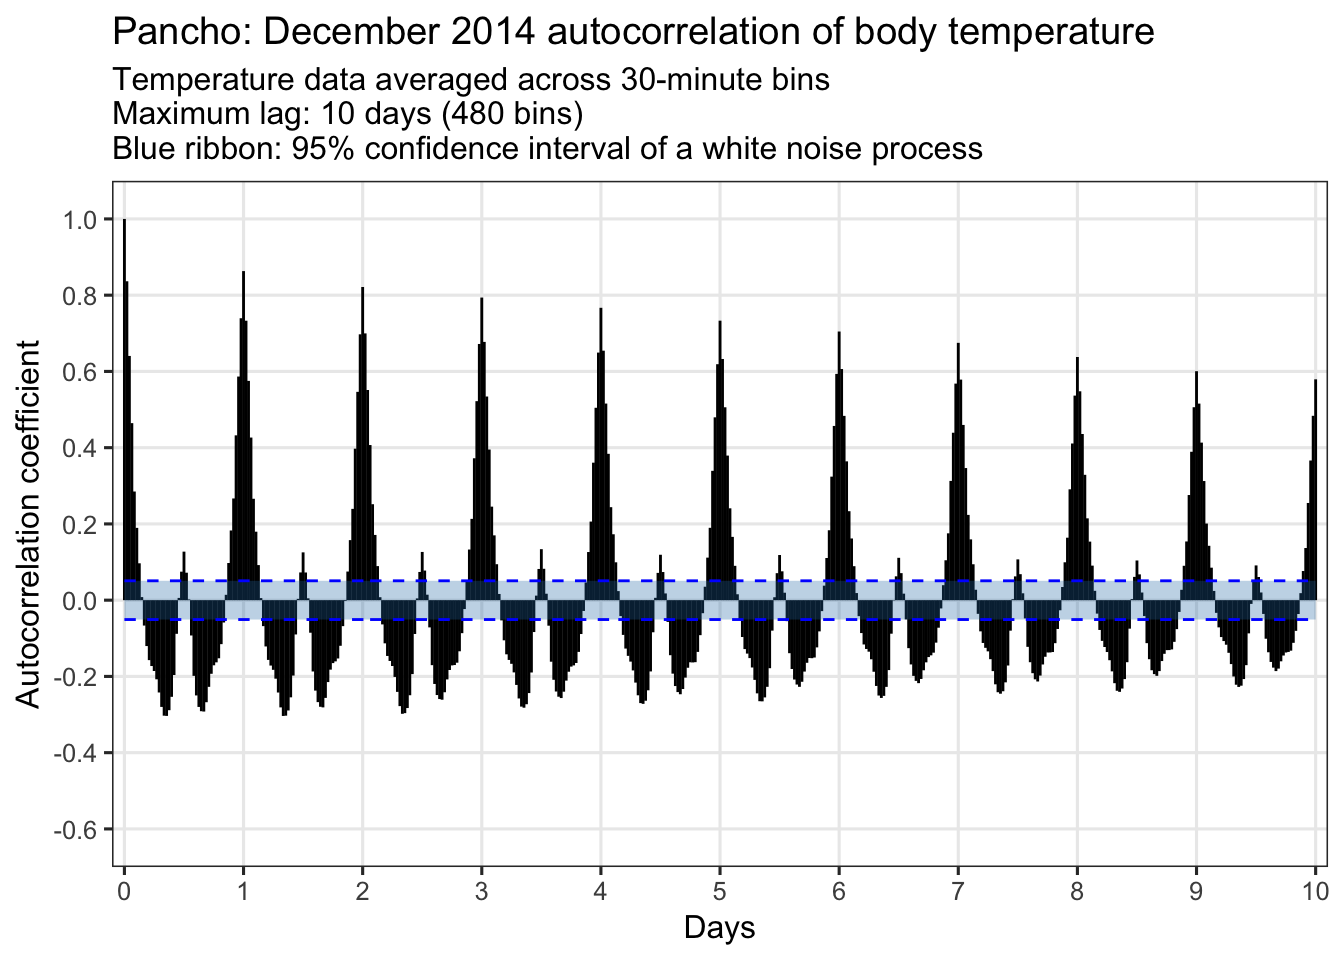 Pancho: December 2014 autocorrelation of body temperature
Temperature data averaged across 30-minute bins
Maximum lag: 10 days (480 bins)
Blue ribbon: 95% confidence interval of a white noise process
Autocorrelation coefficient
1.0
0.8
0.6
0.4
0.2
0.0
-0.2
-0.4
-0.6
0 1 2 3 4 5 6 7 8 9 10
Days